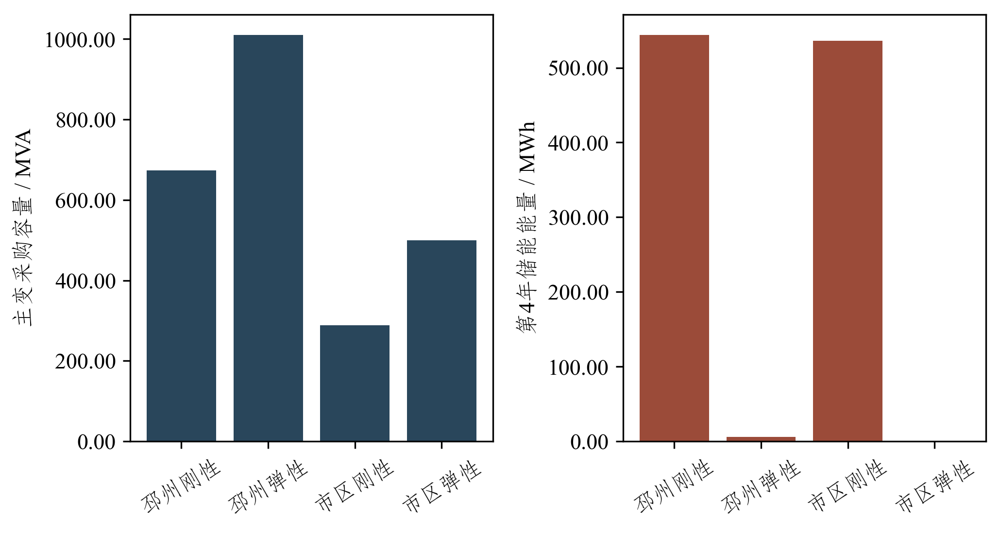 主变采购容量 / MVA
1000.00
800.00
600.00
400.00
200.00
0.00
邳州刚性
邳州弹性
市区刚性
市区弹性
第4年储能能量 / MWh
500.00
400.00
300.00
200.00
100.00
0.00
邳州刚性
邳州弹性
市区刚性
市区弹性